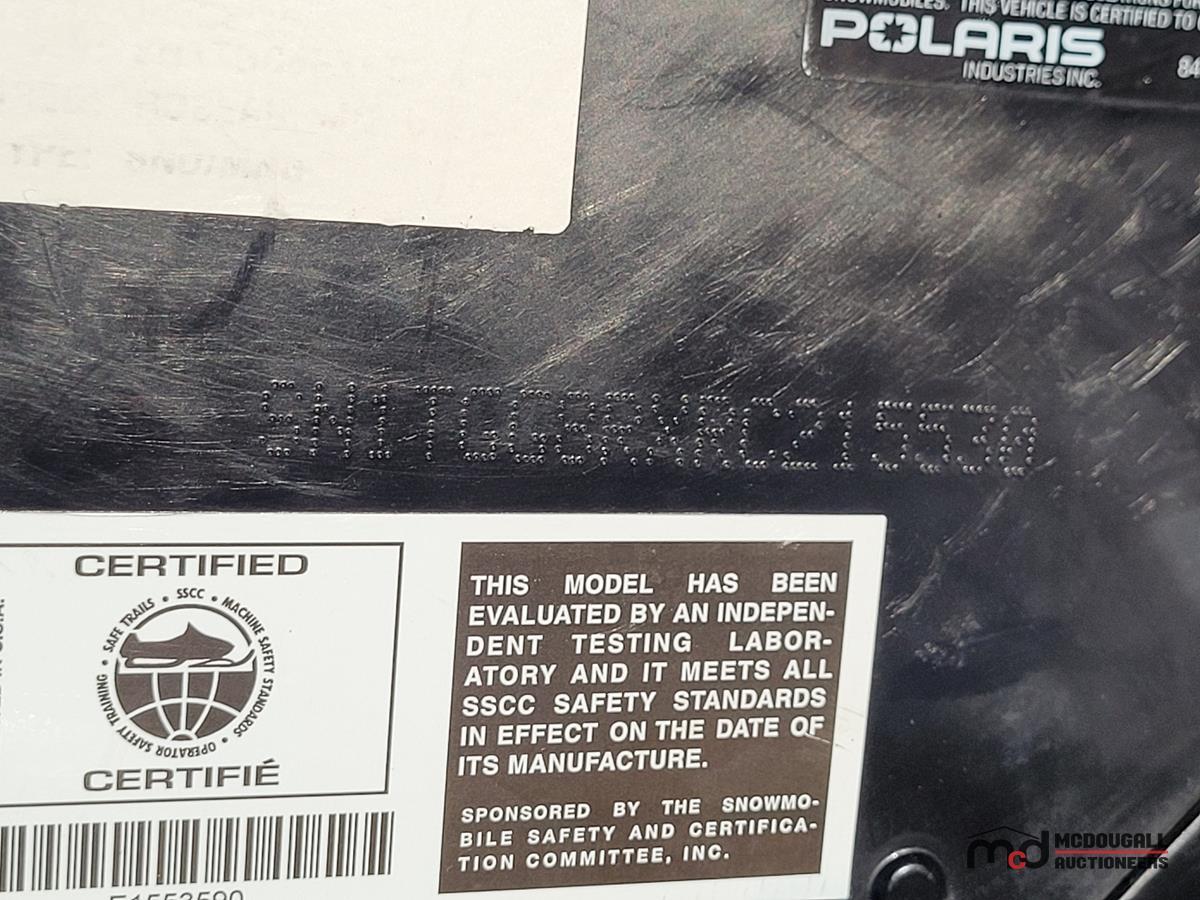 SNOWMOBILES. THIS VEHICLE IS CERTIFIED TO
POLARIS
INDUSTRIES INC.
84
CERTIFIED
SAFE TRAILS • SSCC • MACHINE SAFETY STANDARDS • OPERATOR SAFETY TRAINING •
CERTIFIÉ
THIS MODEL HAS BEEN
EVALUATED BY AN INDEPEN-
DENT TESTING LABOR-
ATORY AND IT MEETS ALL
SSCC SAFETY STANDARDS
IN EFFECT ON THE DATE OF
ITS MANUFACTURE.
SPONSORED BY THE SNOWMO-
BILE SAFETY AND CERTIFICA-
TION COMMITTEE, INC.
mcd MCDOUGALL
AUCTIONEERS